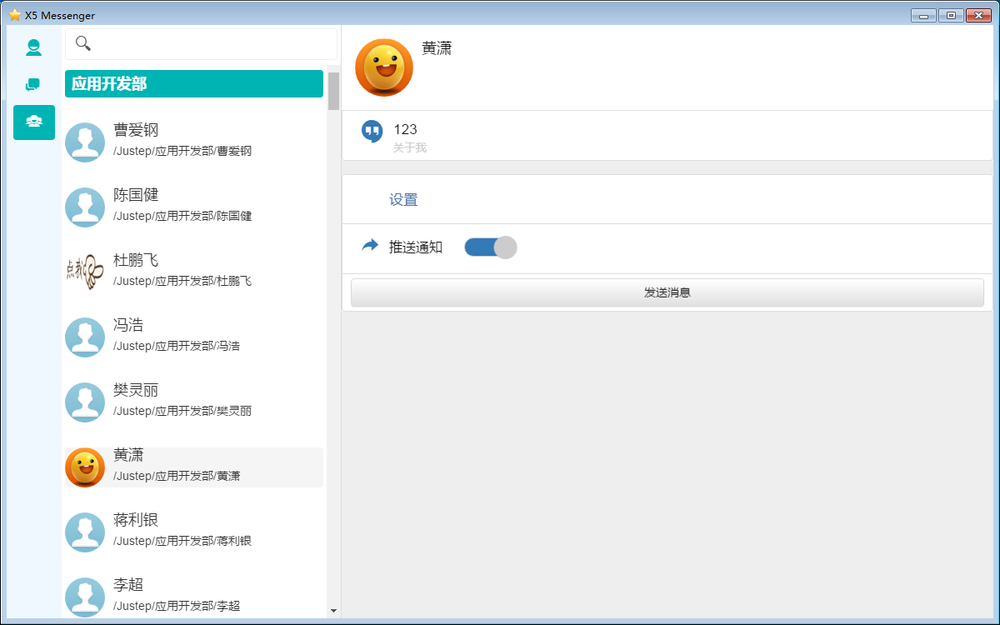 X5 Messenger
应用开发部
曹爱钢
/Justep/应用开发部/曹爱钢
陈国健
/Justep/应用开发部/陈国健
点我
杜鹏飞
/Justep/应用开发部/杜鹏飞
冯浩
/Justep/应用开发部/冯浩
樊灵丽
/Justep/应用开发部/樊灵丽
黄潇
/Justep/应用开发部/黄潇
蒋利银
/Justep/应用开发部/蒋利银
李超
/Justep/应用开发部/李超
黄潇
123
关于我
设置
推送通知
发送消息